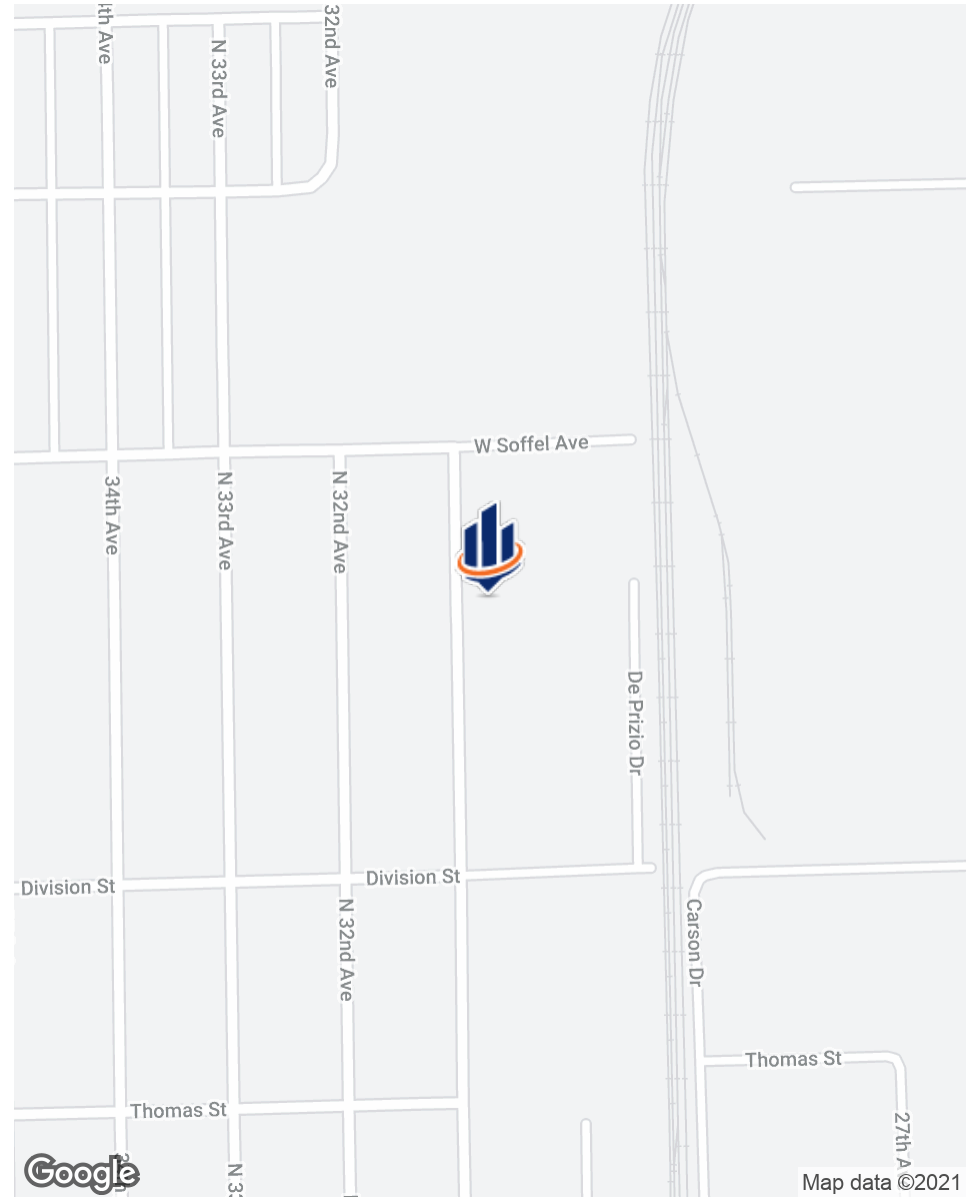 32nd Ave
N 33rd Ave
W Soffel Ave
34th Ave
N 33rd Ave
N 32nd Ave
De Prizio Dr
Division St
Division St
N 32nd Ave
Carson Dr
Thomas St
Thomas St
27th A
Google
Map data ©2021